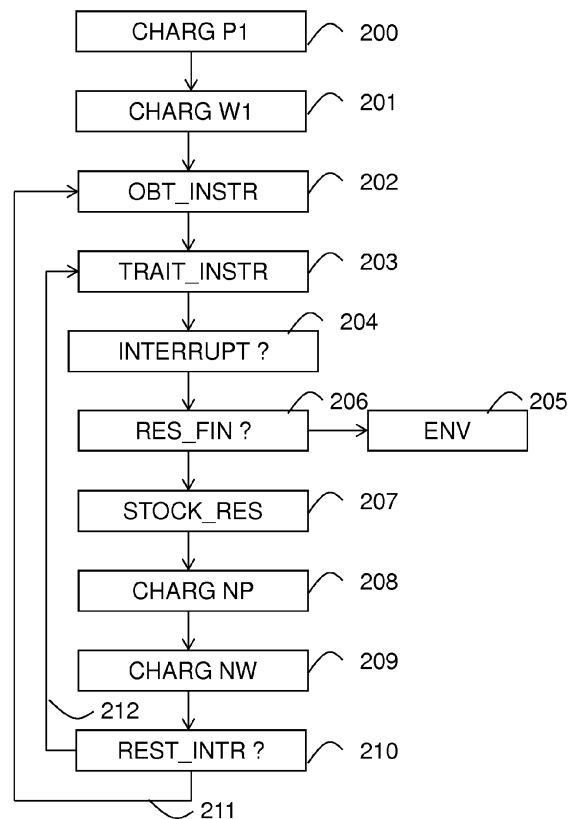 CHARG P1 200
CHARG W1 201
OBT_INSTR 202
TRAIT_INSTR 203
INTERRUPT ? 204
RES_FIN ? 206
ENV 205
STOCK_RES 207
CHARG NP 208
CHARG NW 209
212
REST_INTR ? 210
211